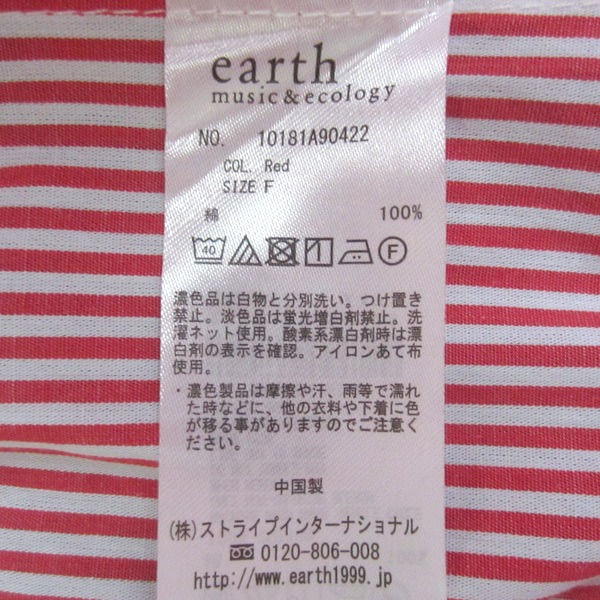 earth
music&ecology
NO. 10181A90422
COL. Red
SIZE F
綿 100%
40 F
濃色品は白物と分別洗い。つけ置き
禁止。淡色品は蛍光増白剤禁止。洗
濯ネット使用。酸素系漂白剤時は漂
白剤の表示を確認。アイロンあて布
使用。
・濃色製品は摩擦や汗、雨等で濡れ
た時などに、他の衣料や下着に色
が移る事がありますのでご注意く
ださい。
中国製
(株)ストライプインターナショナル
0120-806-008
http://www.earth1999.jp/